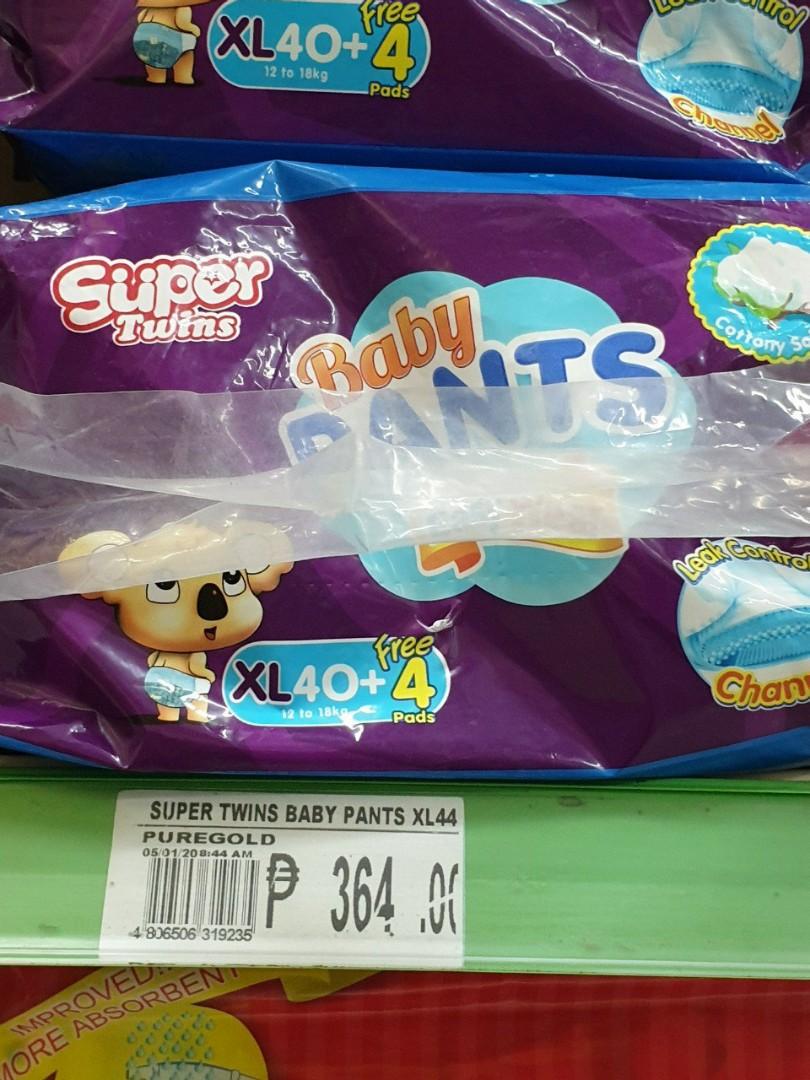 XL40+
Free
4
12 to 18kg
Pads
Leak Control
Channel
Super
Twins
Baby
PANTS
Cottony
Leak Control
XL40+
Free
4
12 to 18kg
Pads
SUPER TWINS BABY PANTS XL44
PUREGOLD
05/01/20 8:44 AM
₱ 364.00
4 806506 319235
IMPROVED!
MORE ABSORBENT